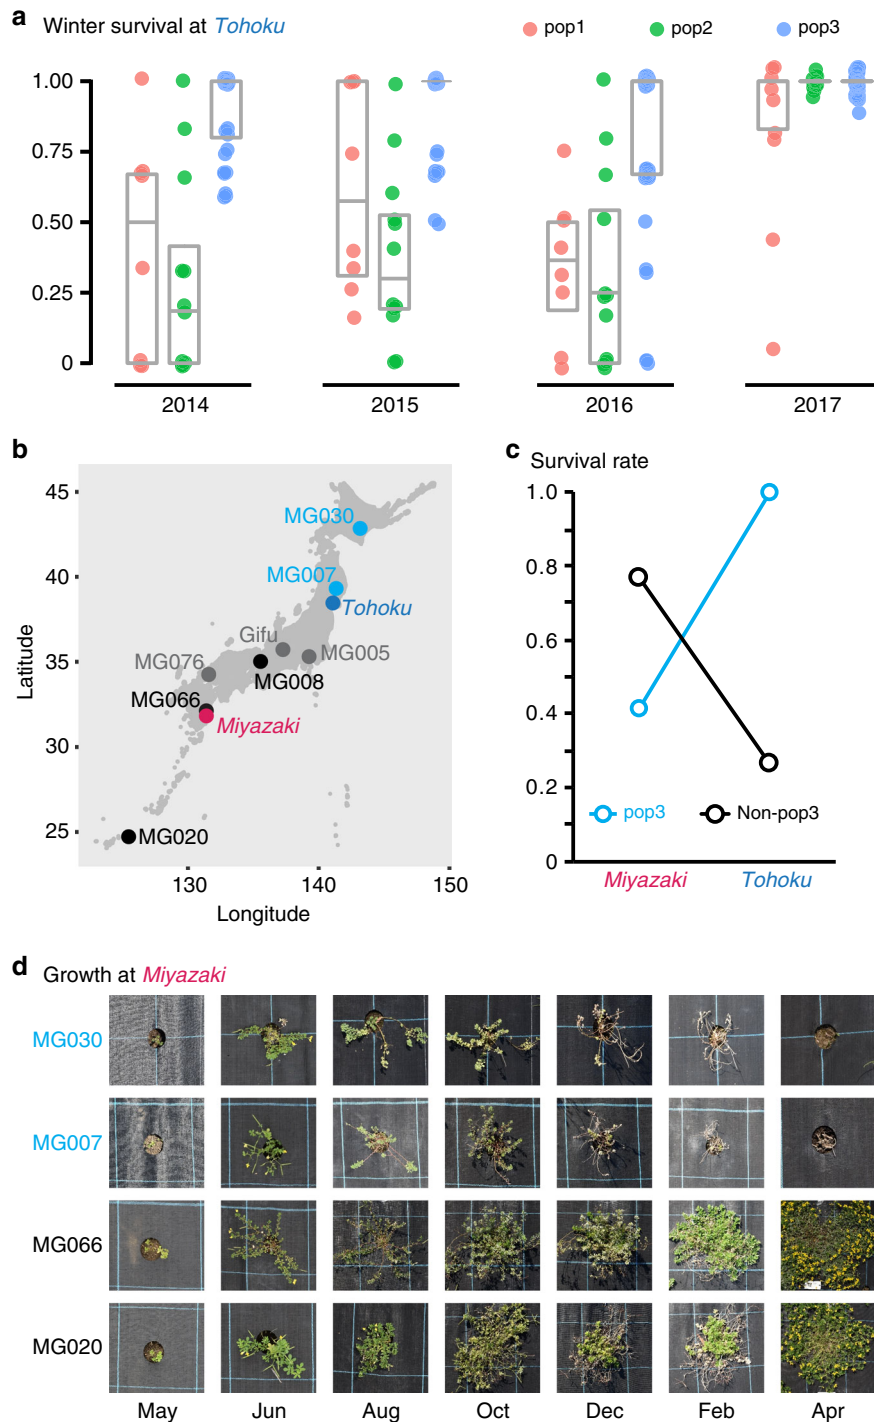 a Winter survival at Tohoku
pop1 pop2 pop3
1.00
0.75
0.50
0.25
0
2014 2015 2016 2017
b
45
40
35
30
25
Latitude
MG030
MG007
Tohoku
Gifu
MG005
MG076
MG008
MG066
Miyazaki
MG020
130 140 150
Longitude
c Survival rate
1.0
0.8
0.6
0.4
0.2
0
pop3 Non-pop3
Miyazaki Tohoku
d Growth at Miyazaki
MG030
MG007
MG066
MG020
May Jun Aug Oct Dec Feb Apr